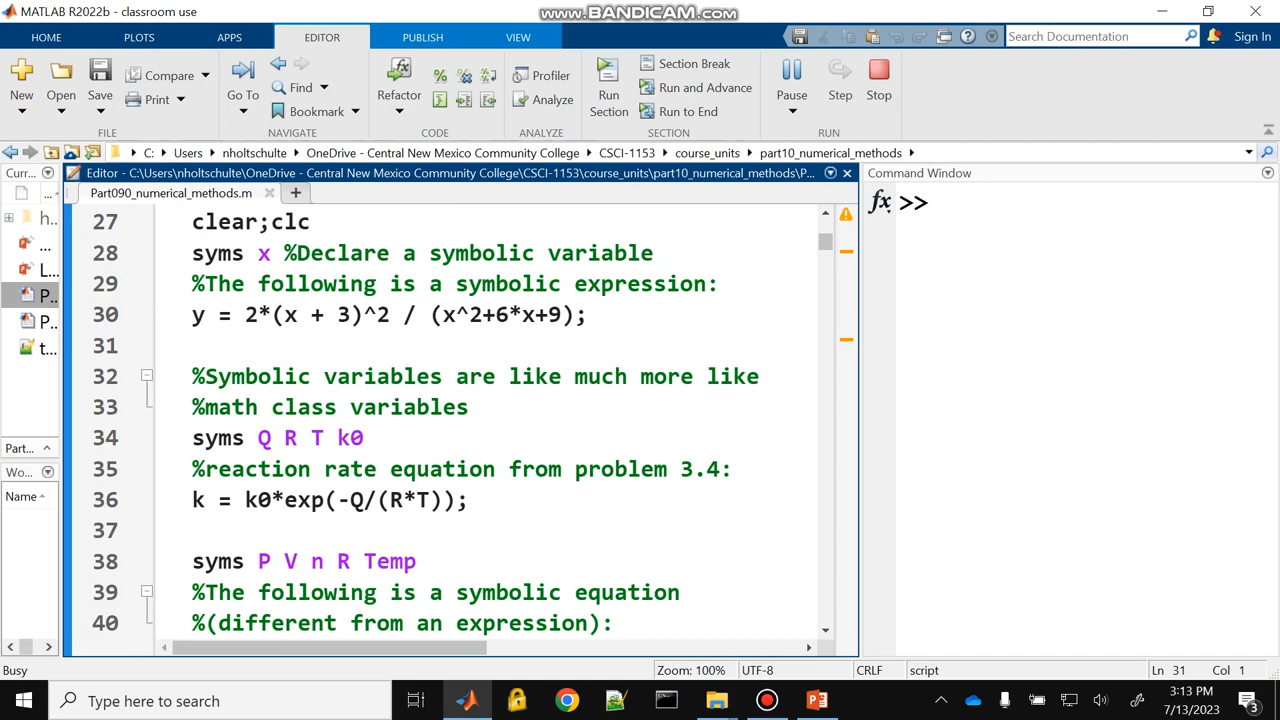 MATLAB R2022b - classroom use
www.BANDICAM.com
HOME PLOTS APPS EDITOR PUBLISH VIEW
Search Documentation
Sign In
New Open Save Compare Print
Go To Find Bookmark
Refactor
Profiler
Analyze
Run Section
Section Break
Run and Advance
Run to End
Pause Step Stop
FILE NAVIGATE CODE ANALYZE SECTION RUN
C: Users nholtschulte OneDrive - Central New Mexico Community College CSCI-1153 course_units part10_numerical_methods
Curr...
Editor - C:\Users\nholtschulte\OneDrive - Central New Mexico Community College\CSCI-1153\course_units\part10_numerical_methods\P...
Command Window
Part090_numerical_methods.m
h...
...
L...
P...
P...
t...
Part...
Wo...
Name
27 clear;clc
28 syms x %Declare a symbolic variable
29 %The following is a symbolic expression:
30 y = 2*(x + 3)^2 / (x^2+6*x+9);
31
32 %Symbolic variables are like much more like
33 %math class variables
34 syms Q R T k0
35 %reaction rate equation from problem 3.4:
36 k = k0*exp(-Q/(R*T));
37
38 syms P V n R Temp
39 %The following is a symbolic equation
40 %(different from an expression):
fx >>
Busy
Zoom: 100% UTF-8 CRLF script Ln 31 Col 1
Type here to search
3:13 PM
7/13/2023
3